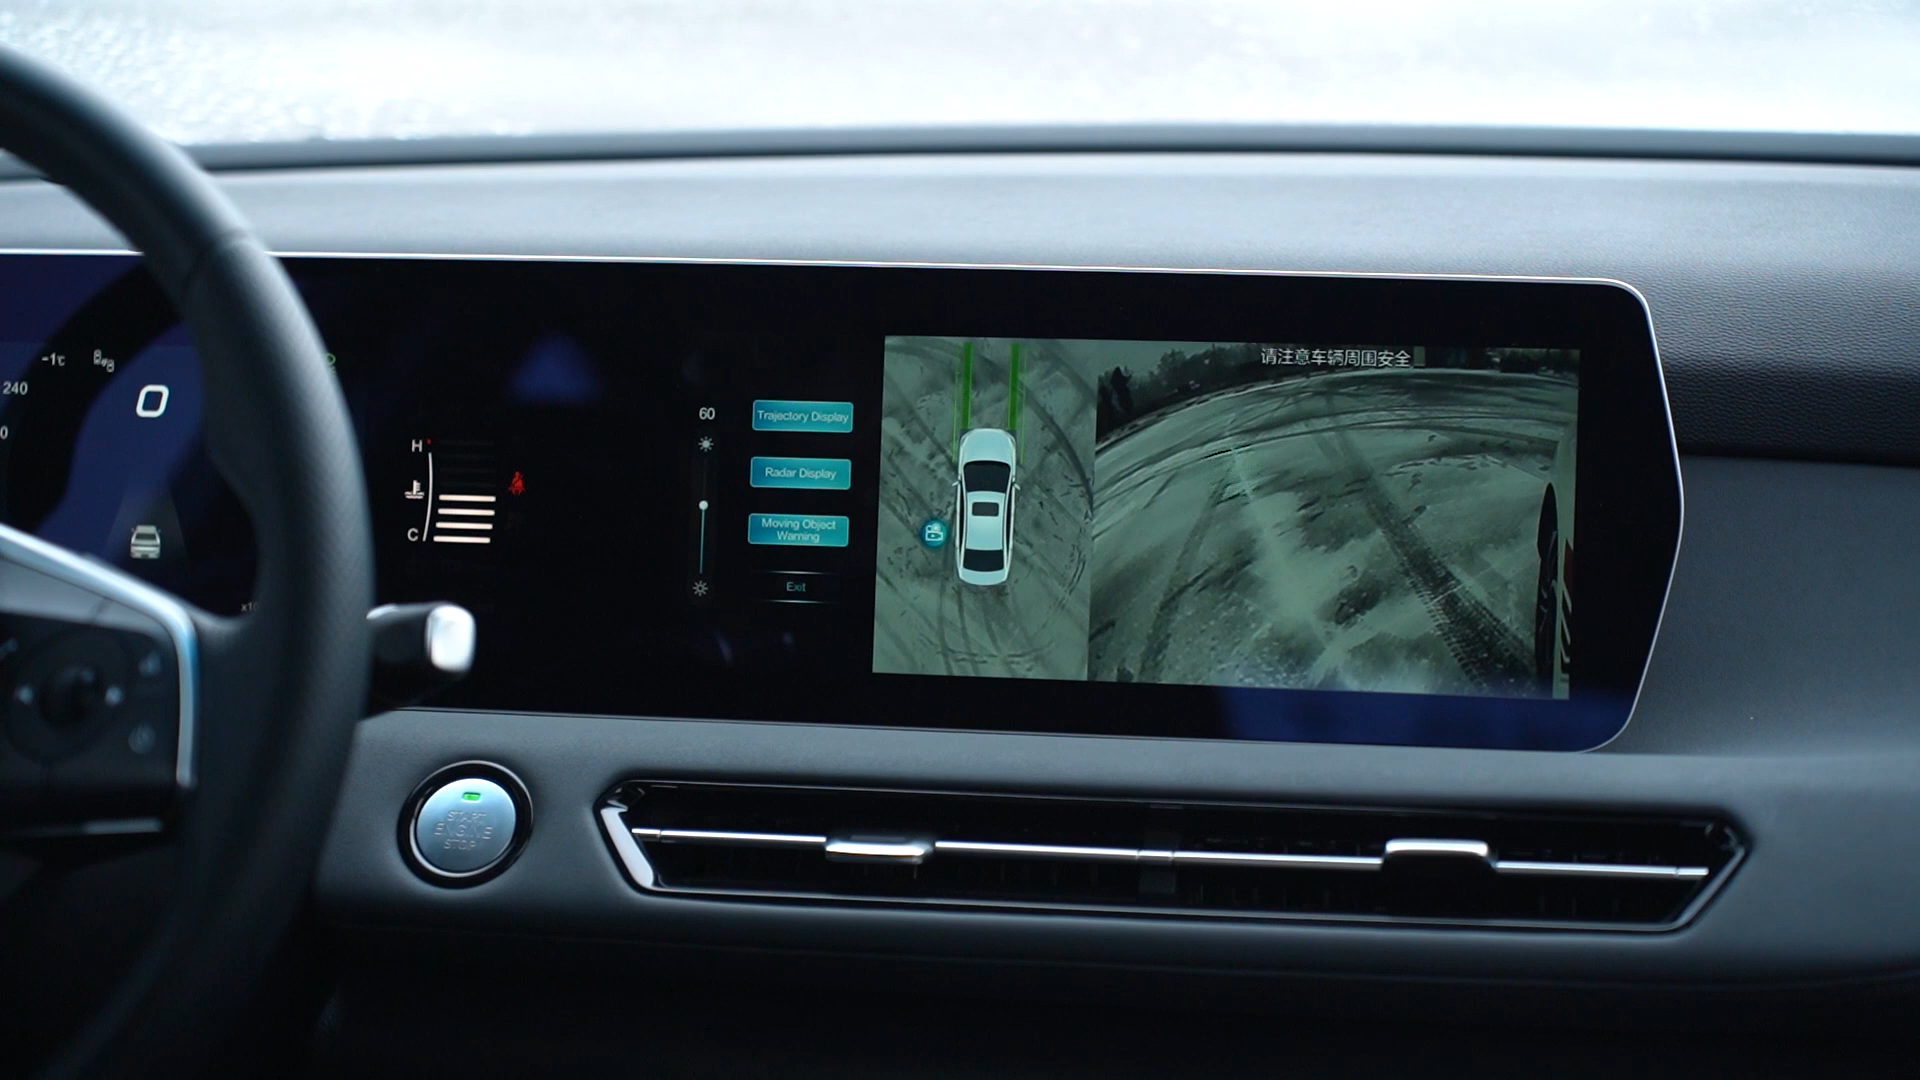 请注意车辆周围安全
-1℃
240
0
0
H
C
60
Trajectory Display
Radar Display
Moving Object
Warning
Exit
START
ENGINE
STOP